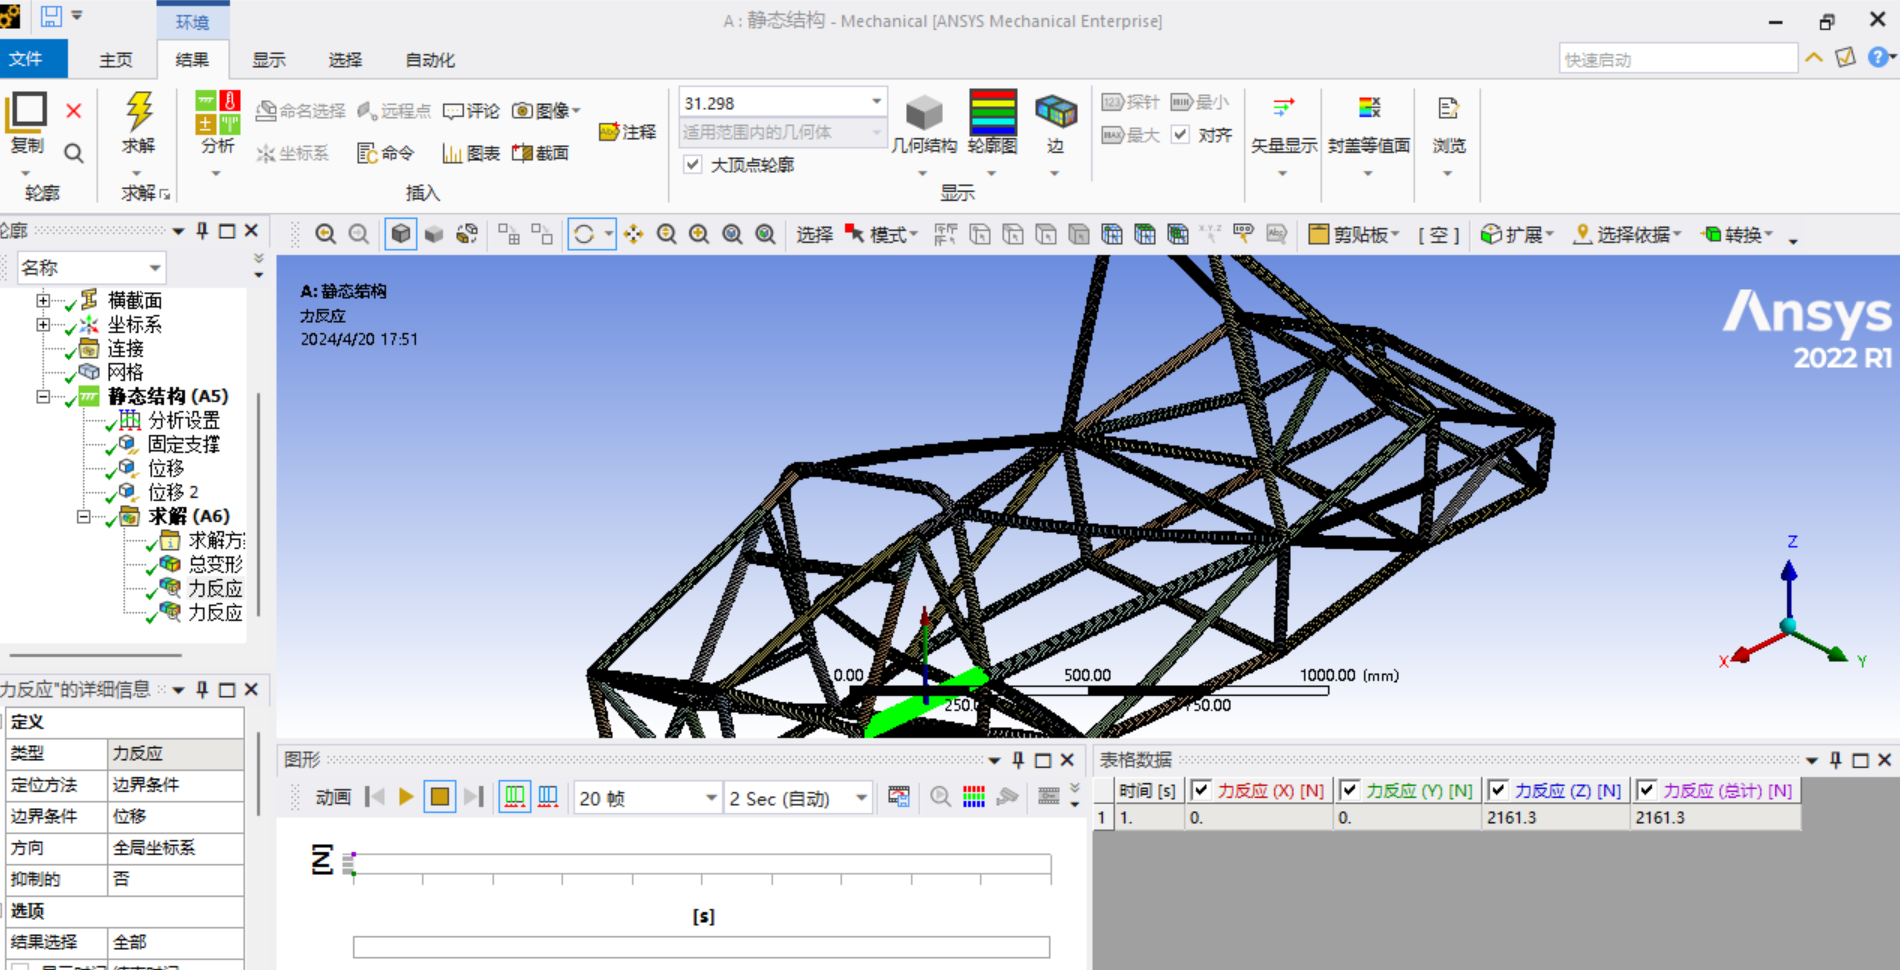 环境
A : 静态结构 - Mechanical [ANSYS Mechanical Enterprise]
文件 主页 结果 显示 选择 自动化
快速启动
复制
求解
分析
命名选择 远程点 评论 图像
坐标系 命令 图表 截面
注释
31.298
适用范围内的几何体
大顶点轮廓
几何结构 轮廓图 边
探针 最小
最大 对齐
矢量显示 封盖等值面 浏览
轮廓 求解 插入 显示
轮廓
选择 模式 剪贴板 [ 空 ] 扩展 选择依据 转换
名称
横截面
坐标系
连接
网格
静态结构 (A5)
分析设置
固定支撑
位移
位移 2
求解 (A6)
求解方
总变形
力反应
力反应
A: 静态结构
力反应
2024/4/20 17:51
Ansys
2022 R1
Z
X
Y
0.00 500.00 1000.00 (mm)
250.0 750.00
力反应"的详细信息
定义
类型 力反应
定位方法 边界条件
边界条件 位移
方向 全局坐标系
抑制的 否
选项
结果选择 全部
显示时间 结束时间
图形
动画 20 帧 2 Sec (自动)
[N]
[s]
表格数据
时间 [s] 力反应 (X) [N] 力反应 (Y) [N] 力反应 (Z) [N] 力反应 (总计) [N]
1 1. 0. 0. 2161.3 2161.3